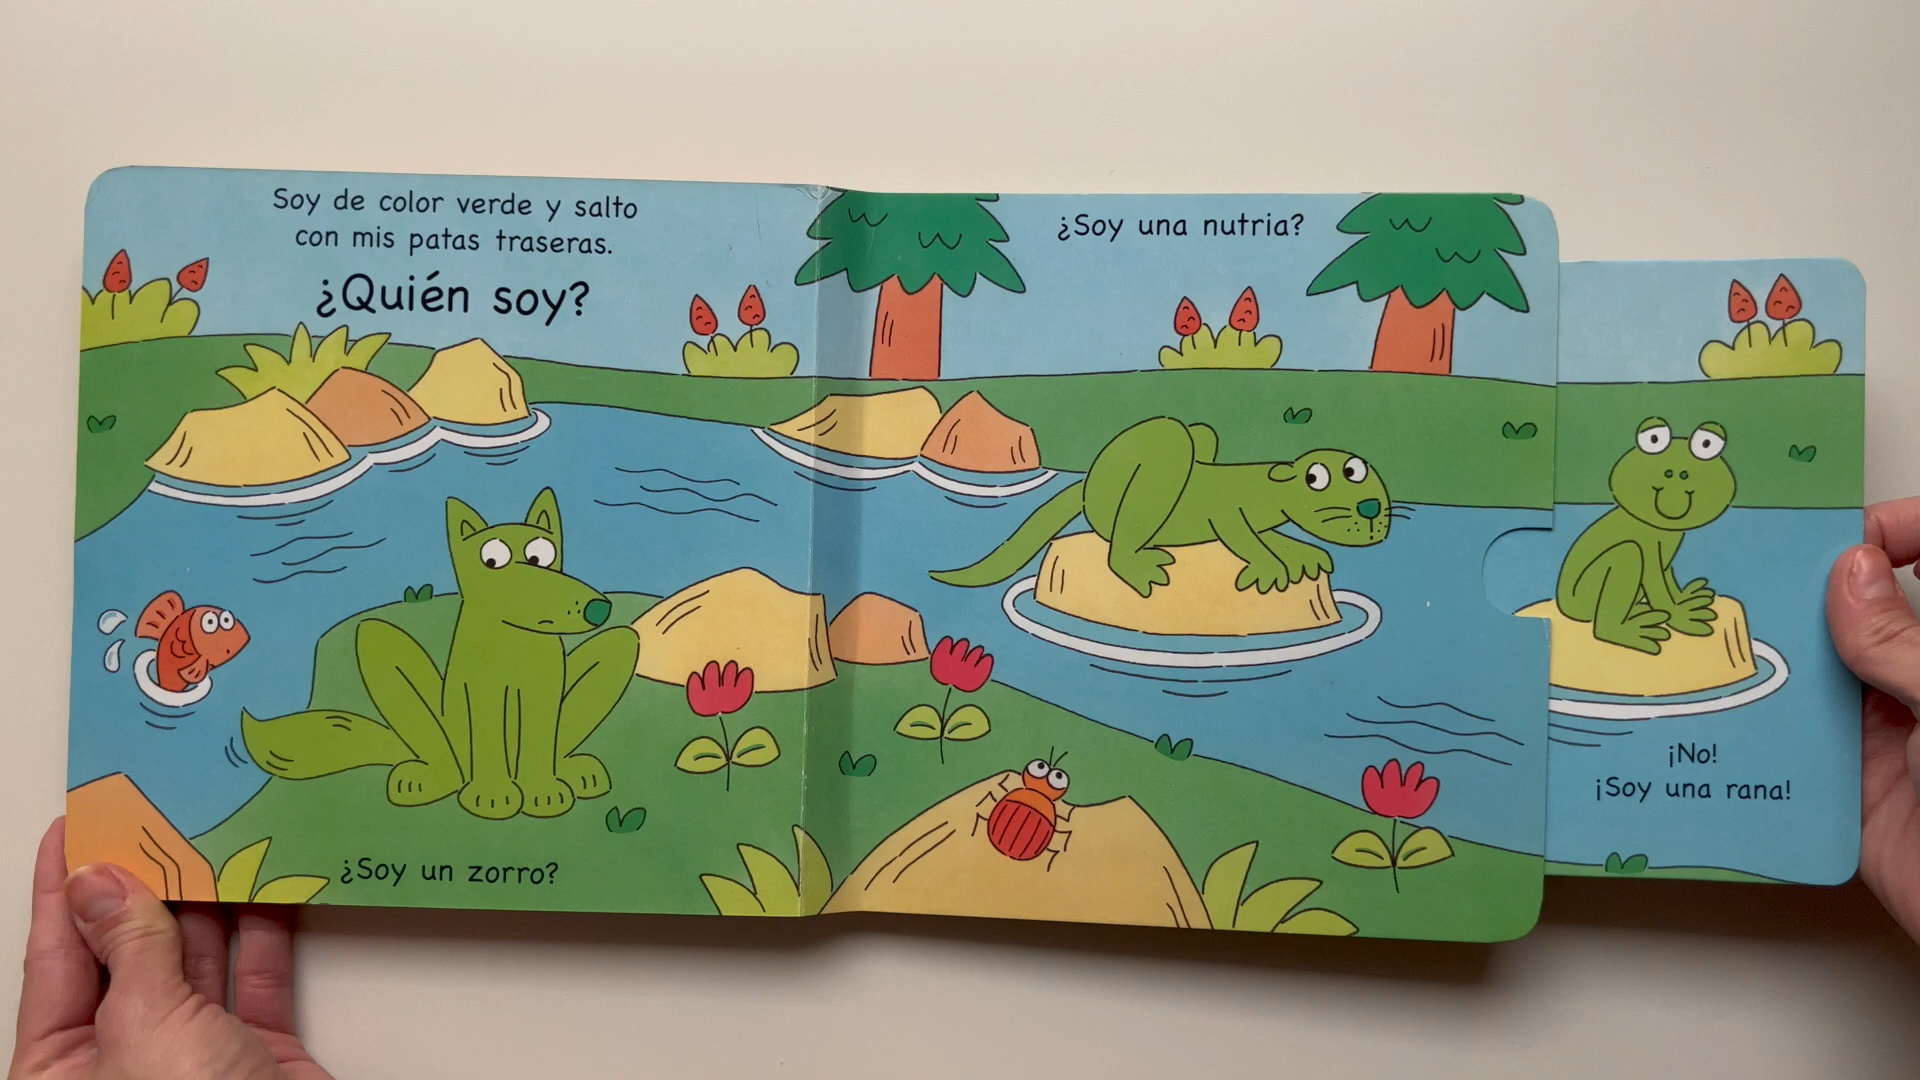 Soy de color verde y salto
con mis patas traseras.
¿Quién soy?
¿Soy un zorro?
¿Soy una nutria?
¡No!
¡Soy una rana!